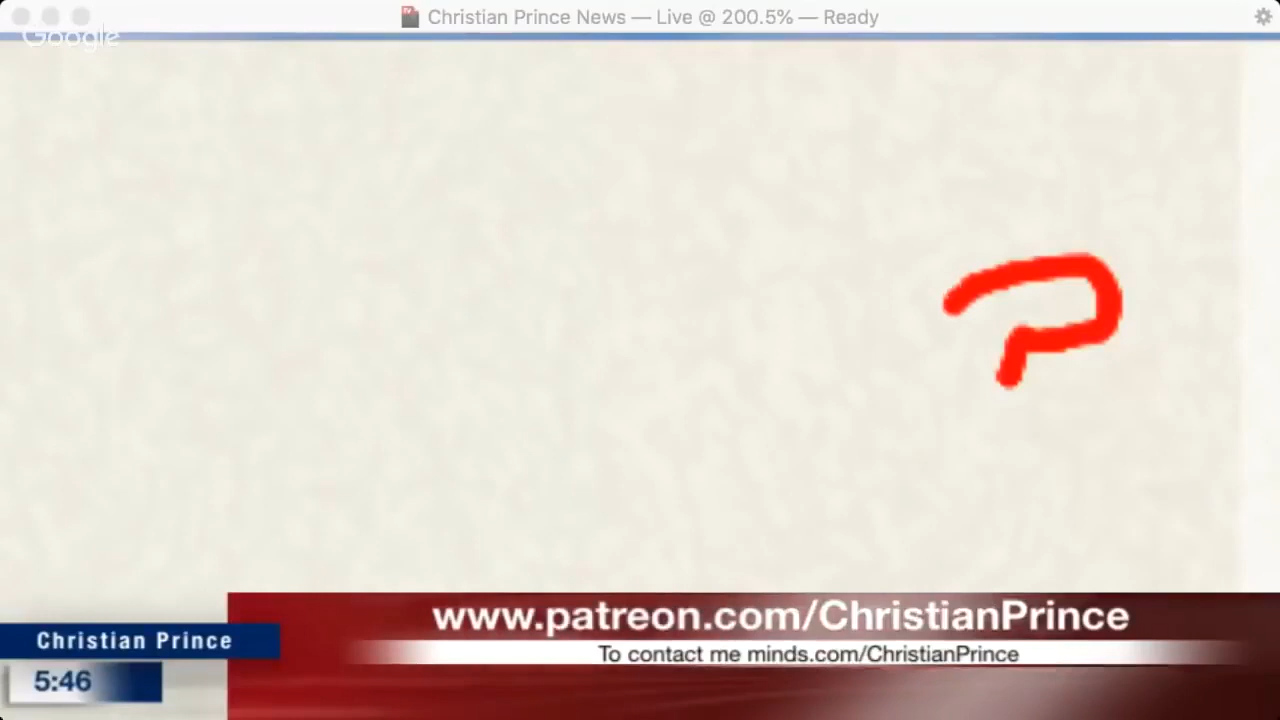 Christian Prince News — Live @ 200.5% — Ready
Google
?
www.patreon.com/ChristianPrince
To contact me minds.com/ChristianPrince
Christian Prince
5:46